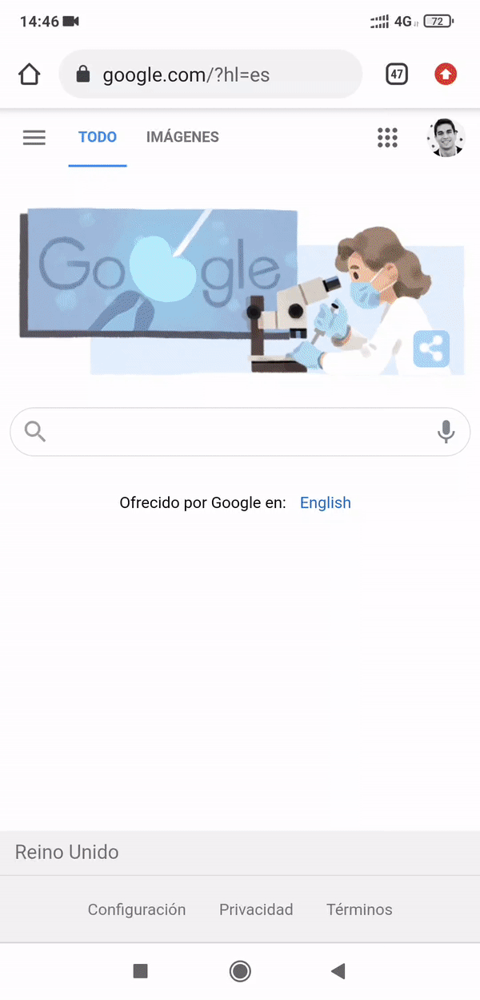 14:46 4G 72
google.com/?hl=es 47
TODO IMÁGENES
Google
Ofrecido por Google en: English
Reino Unido
Configuración Privacidad Términos